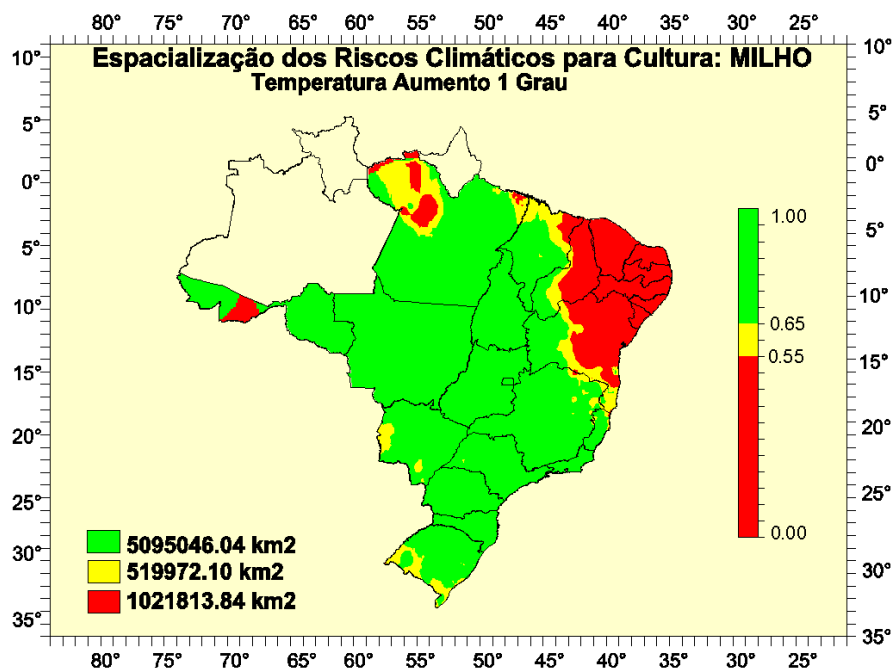 80° 70° 65° 60° 55° 50° 45° 40° 35° 30° 25°
10° 10°
Espacialização dos Riscos Climáticos para Cultura: MILHO
Temperatura Aumento 1 Grau
5° 5°
0° 0°
1.00
5° 5°
10° 10°
0.65
0.55
15° 15°
20° 20°
25° 25°
0.00
5095046.04 km2
30° 30°
519972.10 km2
1021813.84 km2
35° 35°
80° 70° 65° 60° 55° 50° 45° 40° 35° 30° 25°